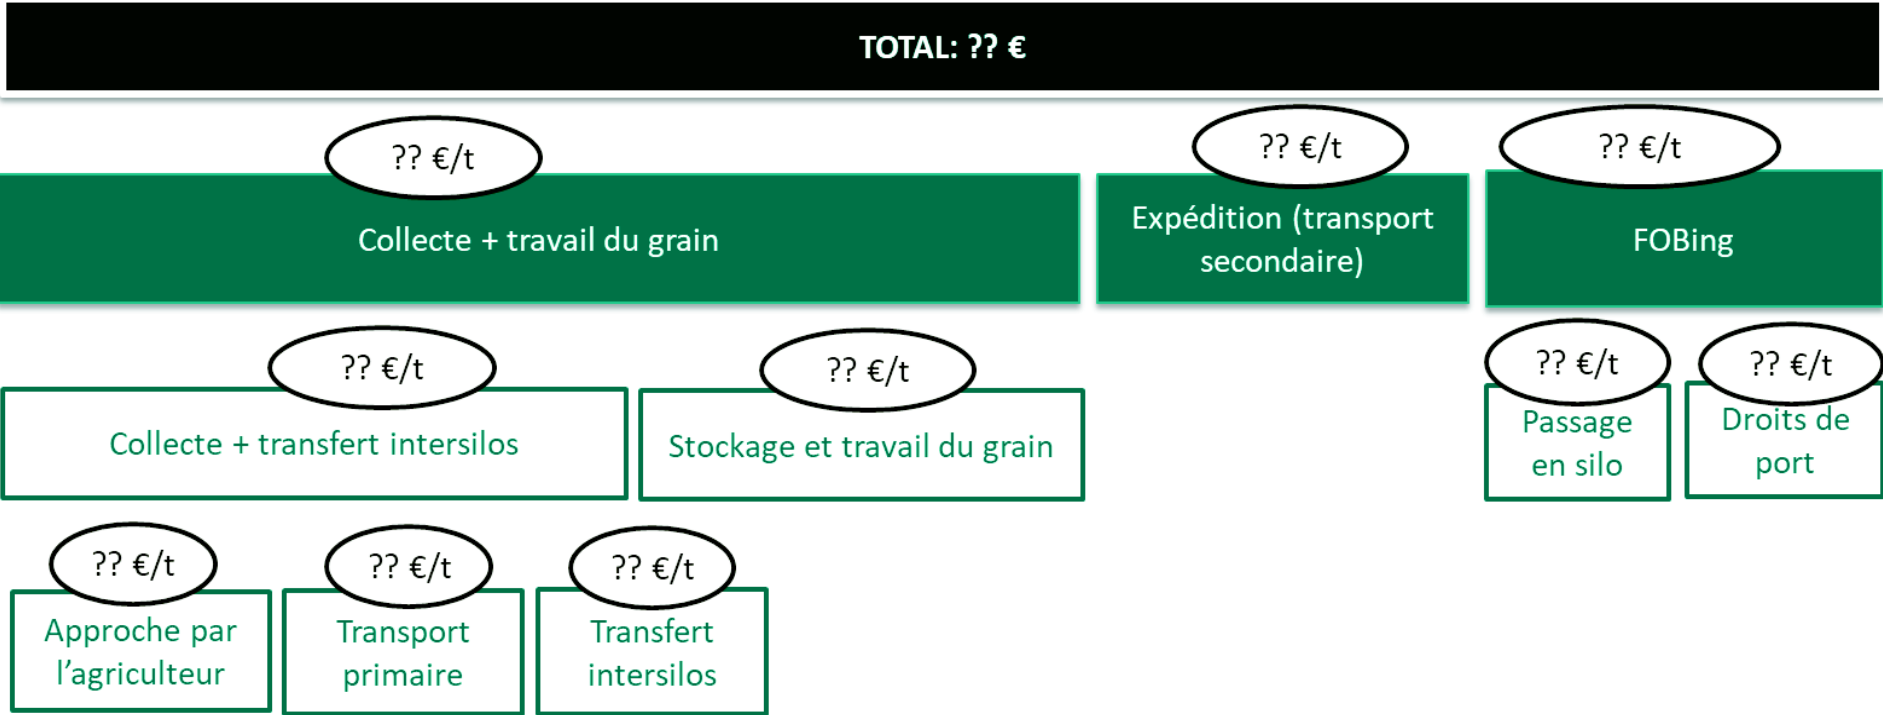 TOTAL: ?? €
?? €/t
?? €/t
?? €/t
Collecte + travail du grain
Expédition (transport
secondaire)
FOBing
?? €/t
?? €/t
?? €/t
?? €/t
Collecte + transfert intersilos
Stockage et travail du grain
Passage
en silo
Droits de
port
?? €/t
?? €/t
?? €/t
Approche par
l’agriculteur
Transport
primaire
Transfert
intersilos